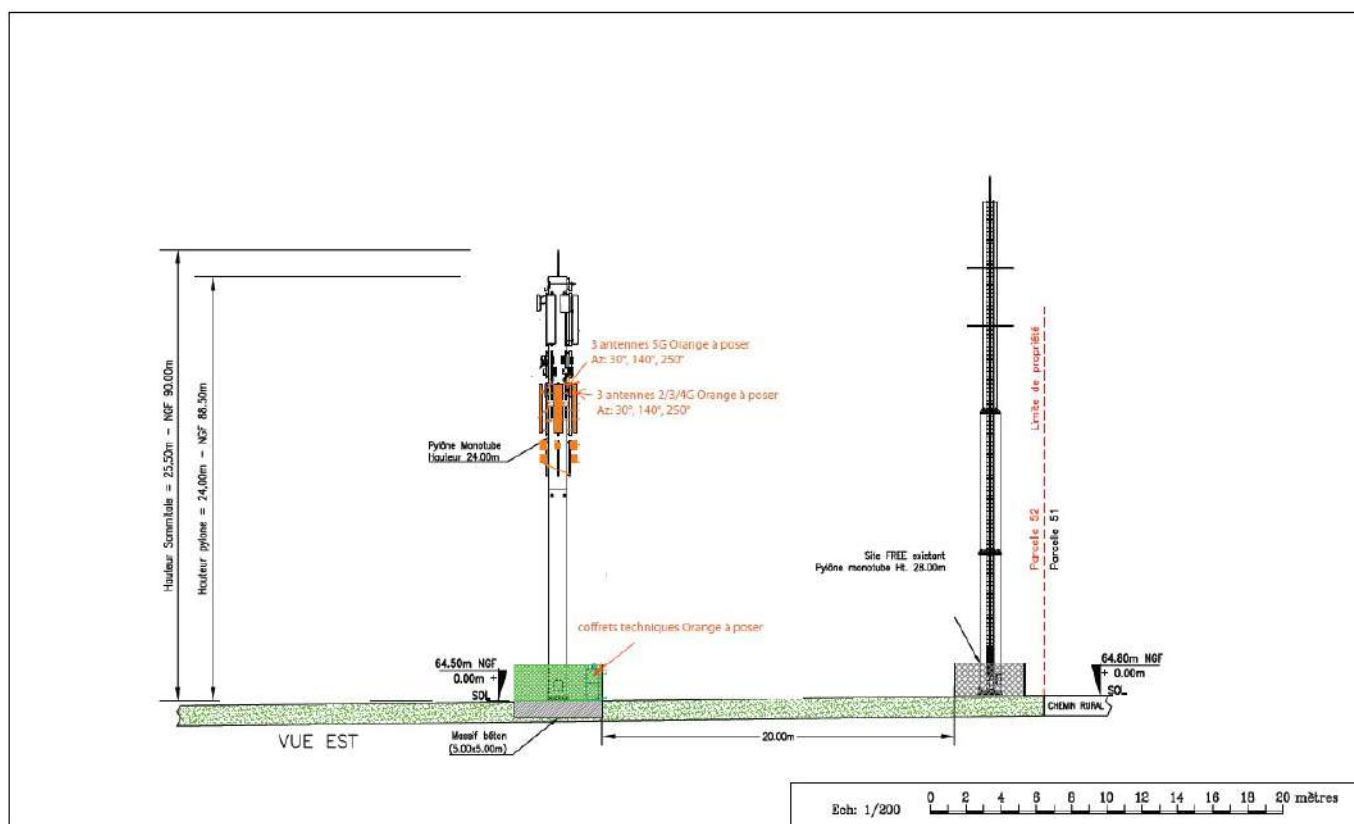 Hauteur Sommitale = 25,50m - NGF 90.00m
Hauteur pylone = 24,00m - NGF 88.50m
3 antennes 5G Orange à poser
Az: 30°, 140°, 250°
3 antennes 2/3/4G Orange à poser
Az: 30°, 140°, 250°
Pylône Monotube
Hauteur 24.00m
Limite de propriété
Parcelle 52
Parcelle 51
Site FREE existant
Pylône monotube Ht. 28.00m
coffrets techniques Orange à poser
64.50m NGF
0.00m +
SOL
64.80m NGF
+ 0.00m
SOL
CHEMIN RURAL
VUE EST
Massif béton
(5.00x5.00m)
20.00m
Ech: 1/200
0 2 4 6 8 10 12 14 16 18 20 mètres